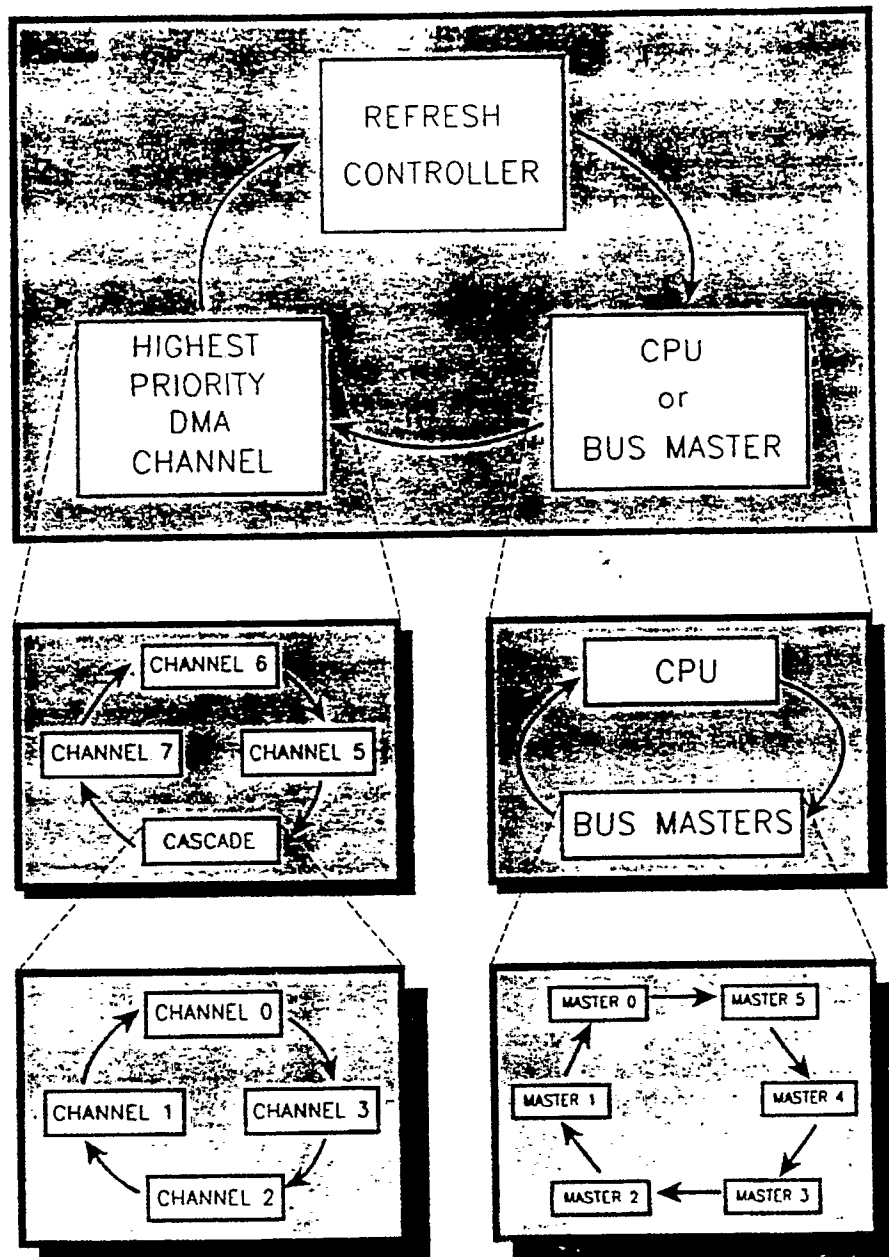 REFRESH
CONTROLLER
HIGHEST
PRIORITY
DMA
CHANNEL
CPU
or
BUS MASTER
CHANNEL 6
CHANNEL 7
CHANNEL 5
CASCADE
CPU
BUS MASTERS
CHANNEL 0
CHANNEL 1
CHANNEL 3
CHANNEL 2
MASTER 0
MASTER 5
MASTER 1
MASTER 4
MASTER 2
MASTER 3